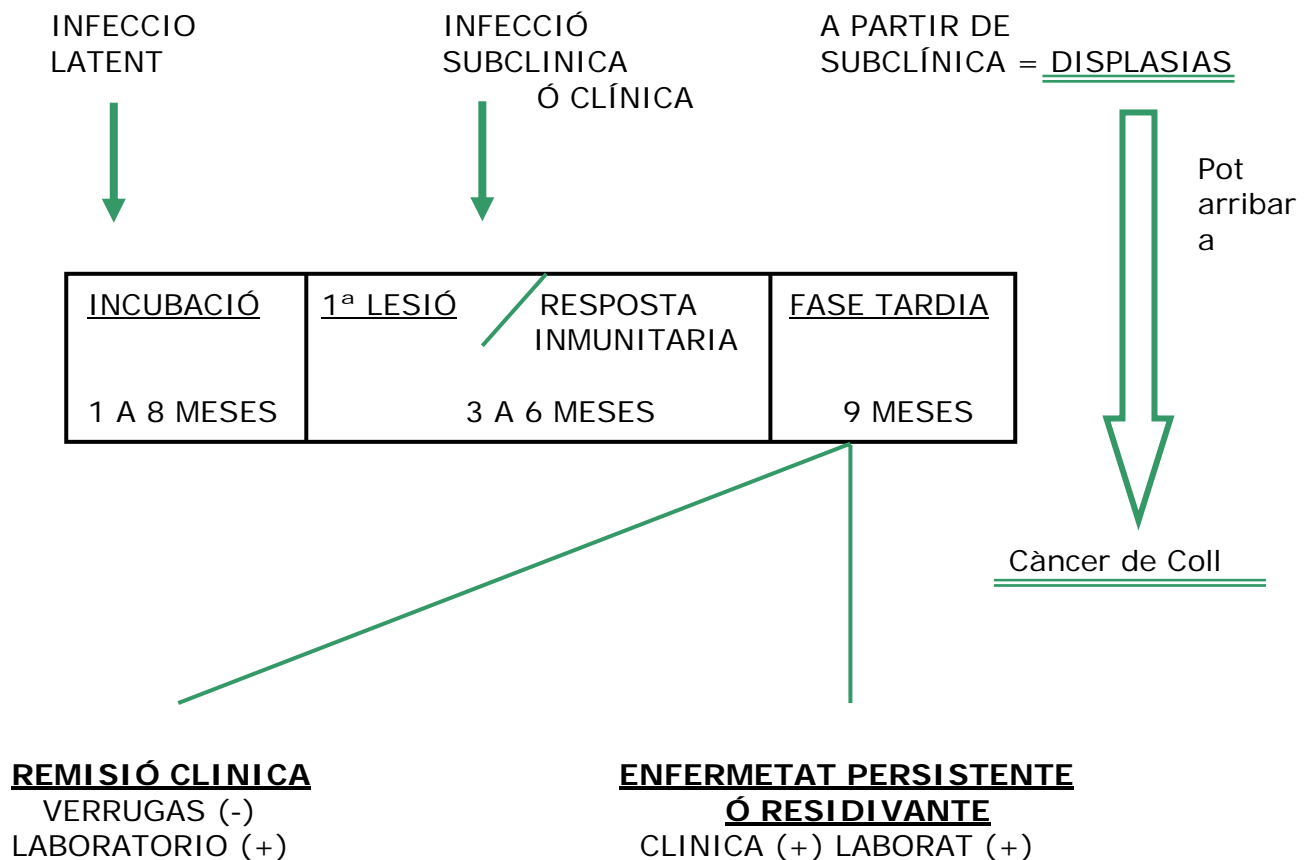 INFECCIO
LATENT
INFECCIÓ
SUBCLINICA
Ó CLÍNICA
A PARTIR DE
SUBCLÍNICA = DISPLASIAS
Pot
arribar
a
INCUBACIÓ
1 A 8 MESES
1ª LESIÓ
RESPOSTA
INMUNITARIA
3 A 6 MESES
FASE TARDIA
9 MESES
Càncer de Coll
REMISIÓ CLINICA
VERRUGAS (-)
LABORATORIO (+)
ENFERMETAT PERSISTENTE
Ó RESIDIVANTE
CLINICA (+) LABORAT (+)